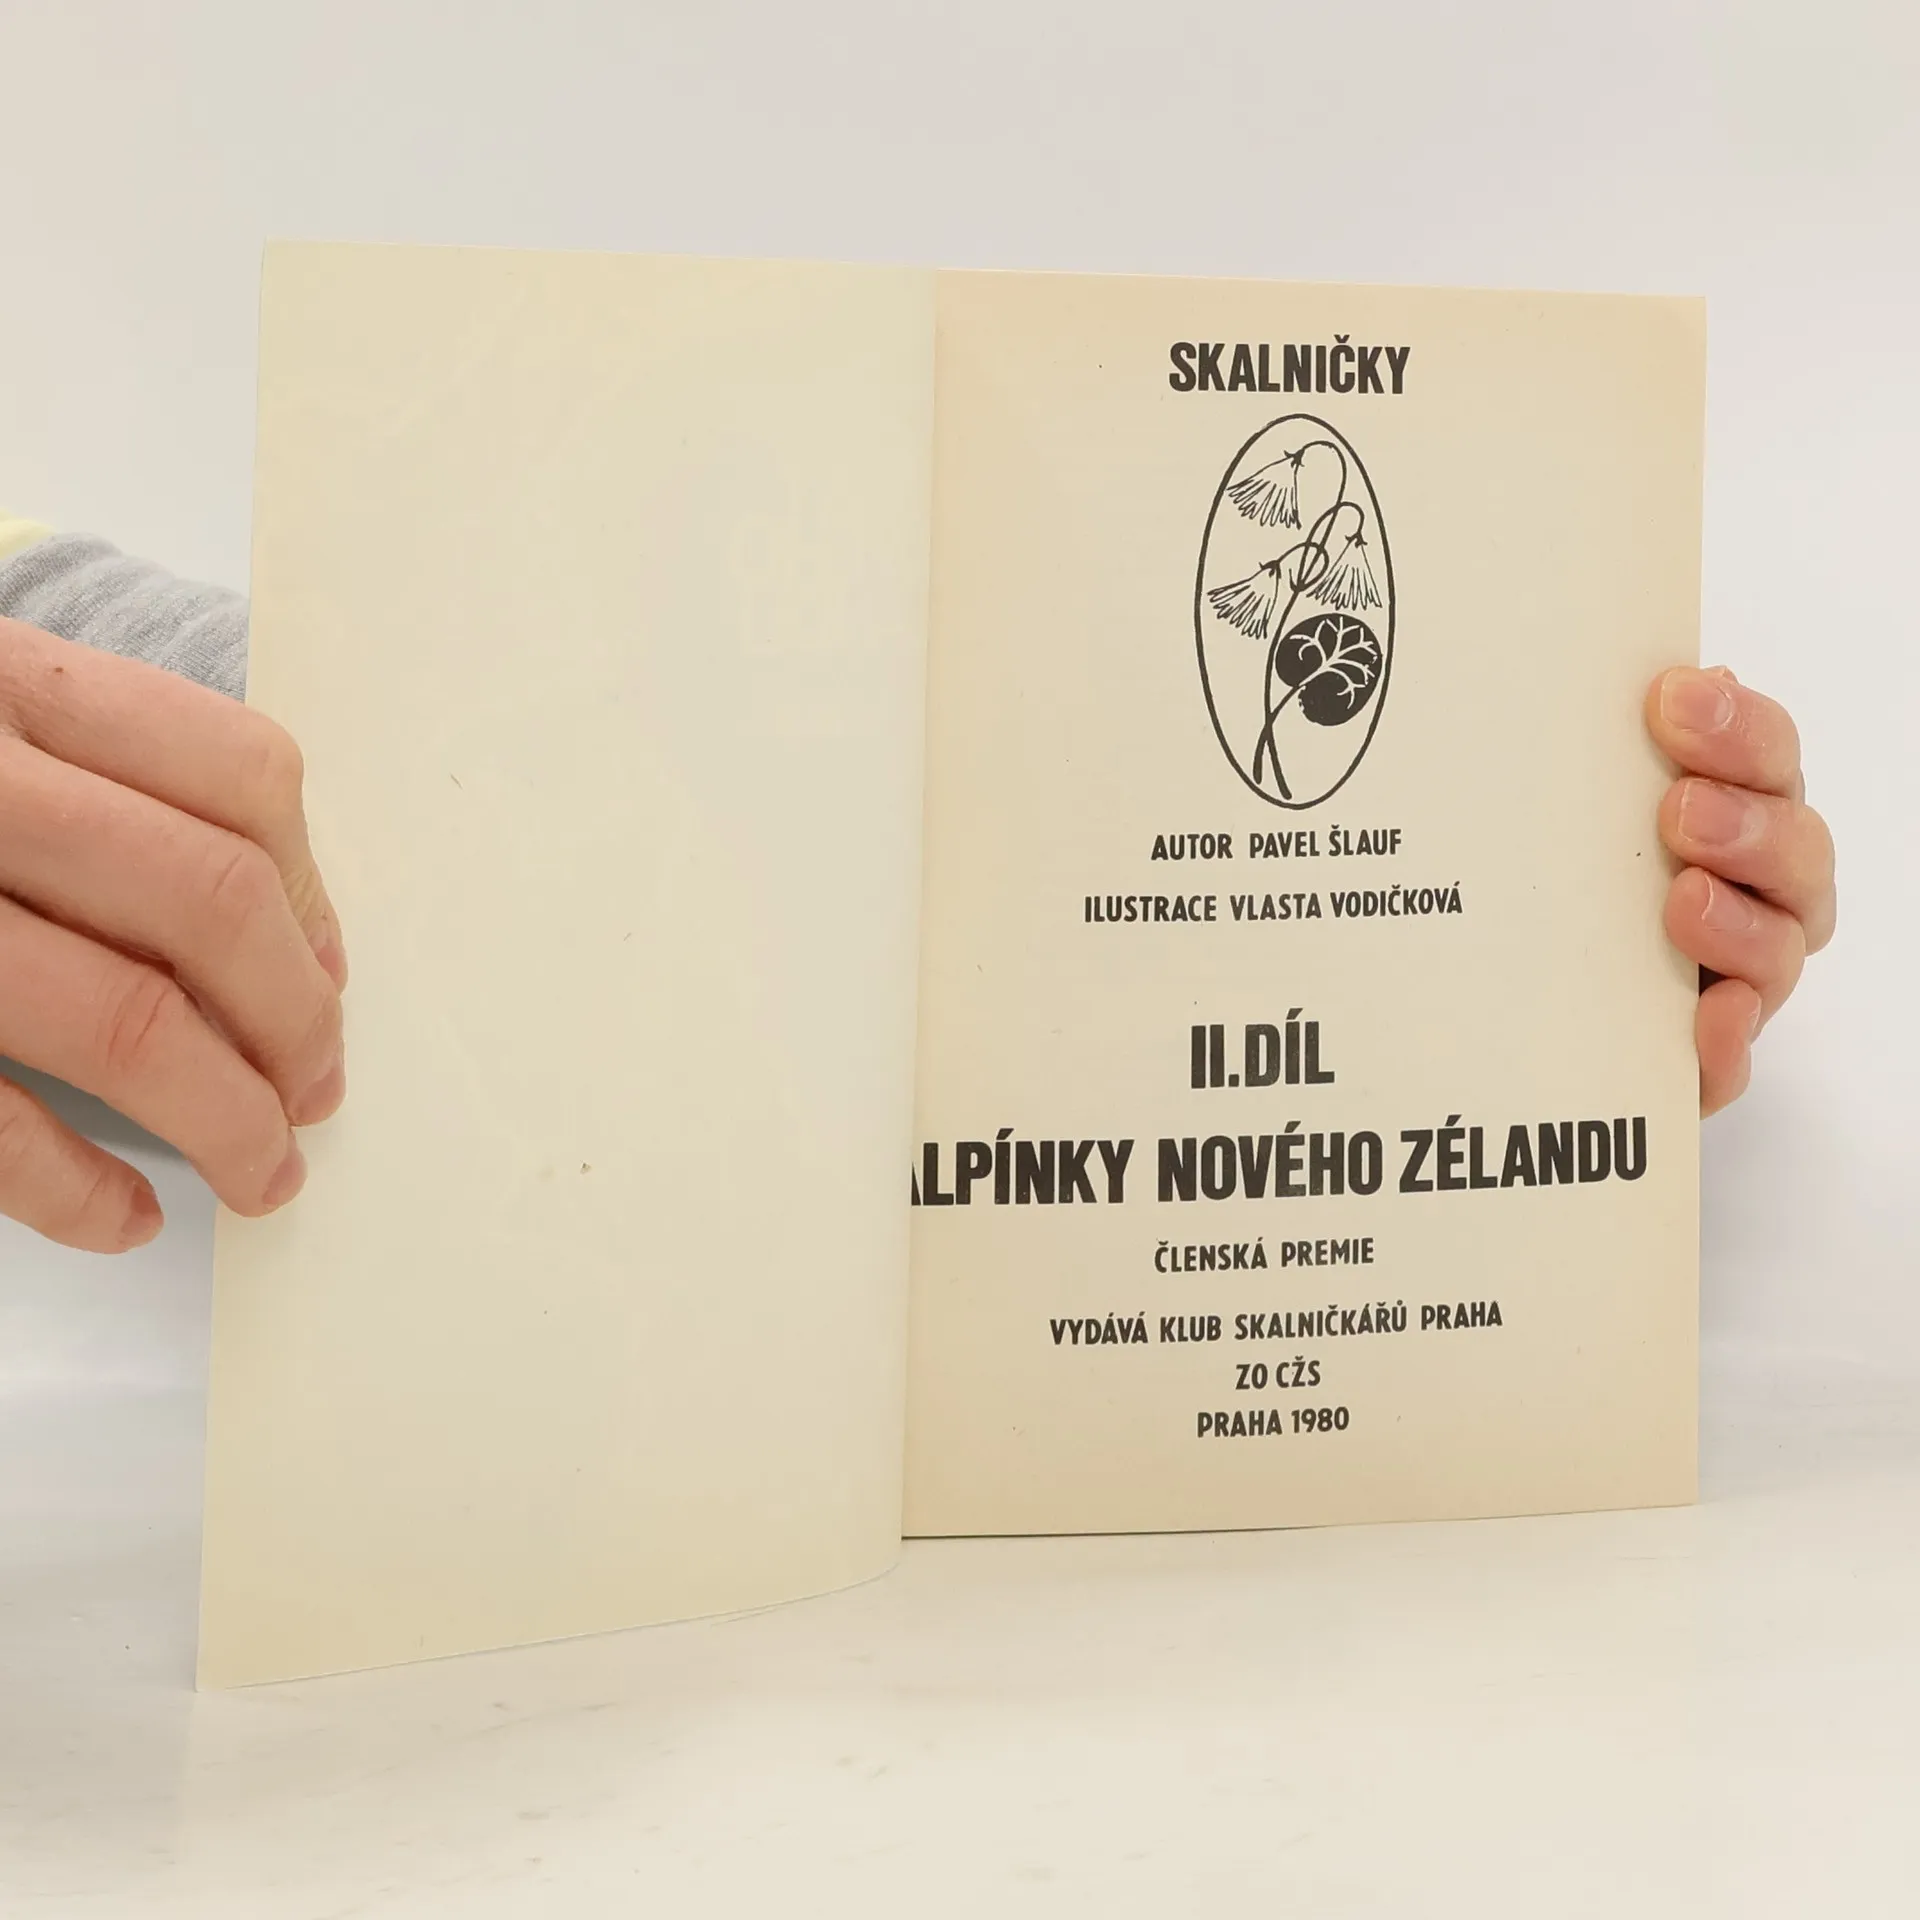 SKALNIČKY
AUTOR PAVEL ŠLAUF
ILUSTRACE VLASTA VODIČKOVÁ
II.DÍL
ALPÍNKY NOVÉHO ZÉLANDU
ČLENSKÁ PREMIE
VYDÁVÁ KLUB SKALNIČKÁŘŮ PRAHA
ZO CŽS
PRAHA 1980